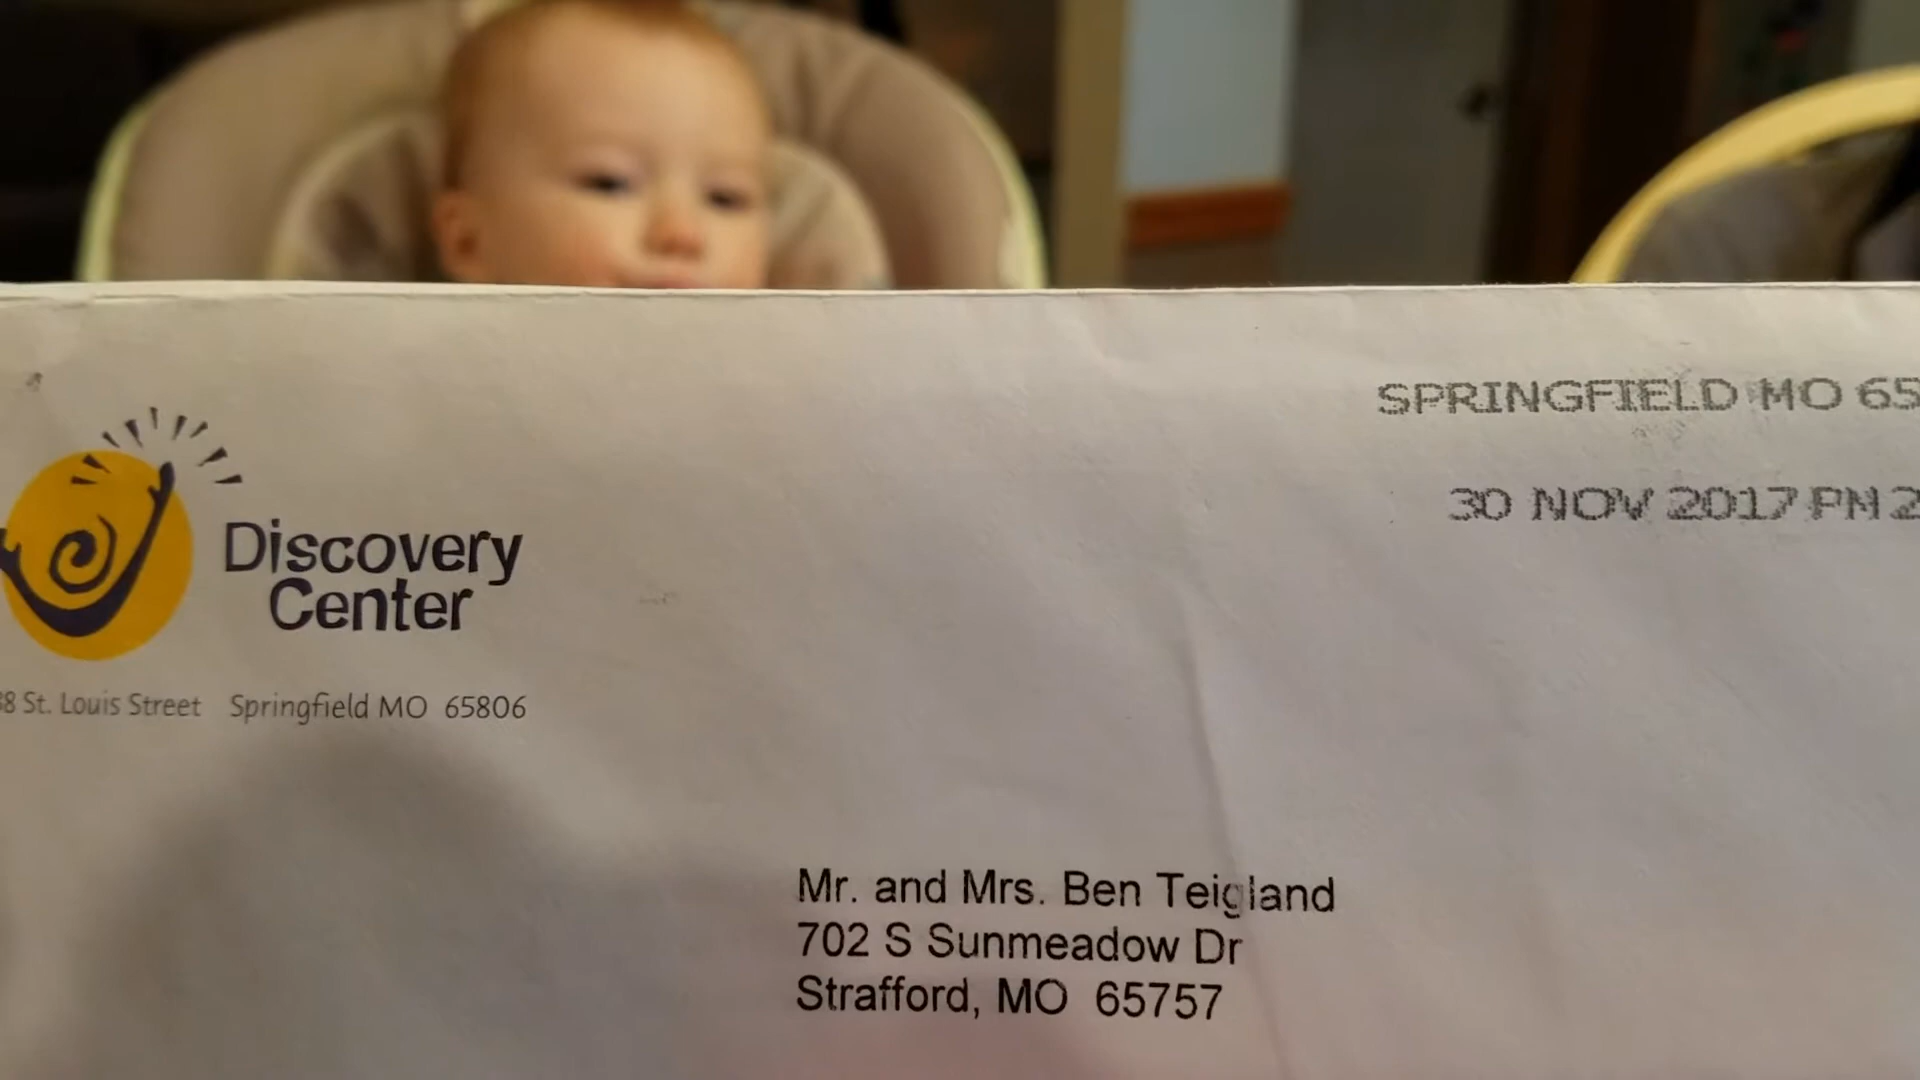 SPRINGFIELD MO 65
30 NOV 2017 PM 2
Discovery
Center
8 St. Louis Street Springfield MO 65806
Mr. and Mrs. Ben Teigland
702 S Sunmeadow Dr
Strafford, MO 65757